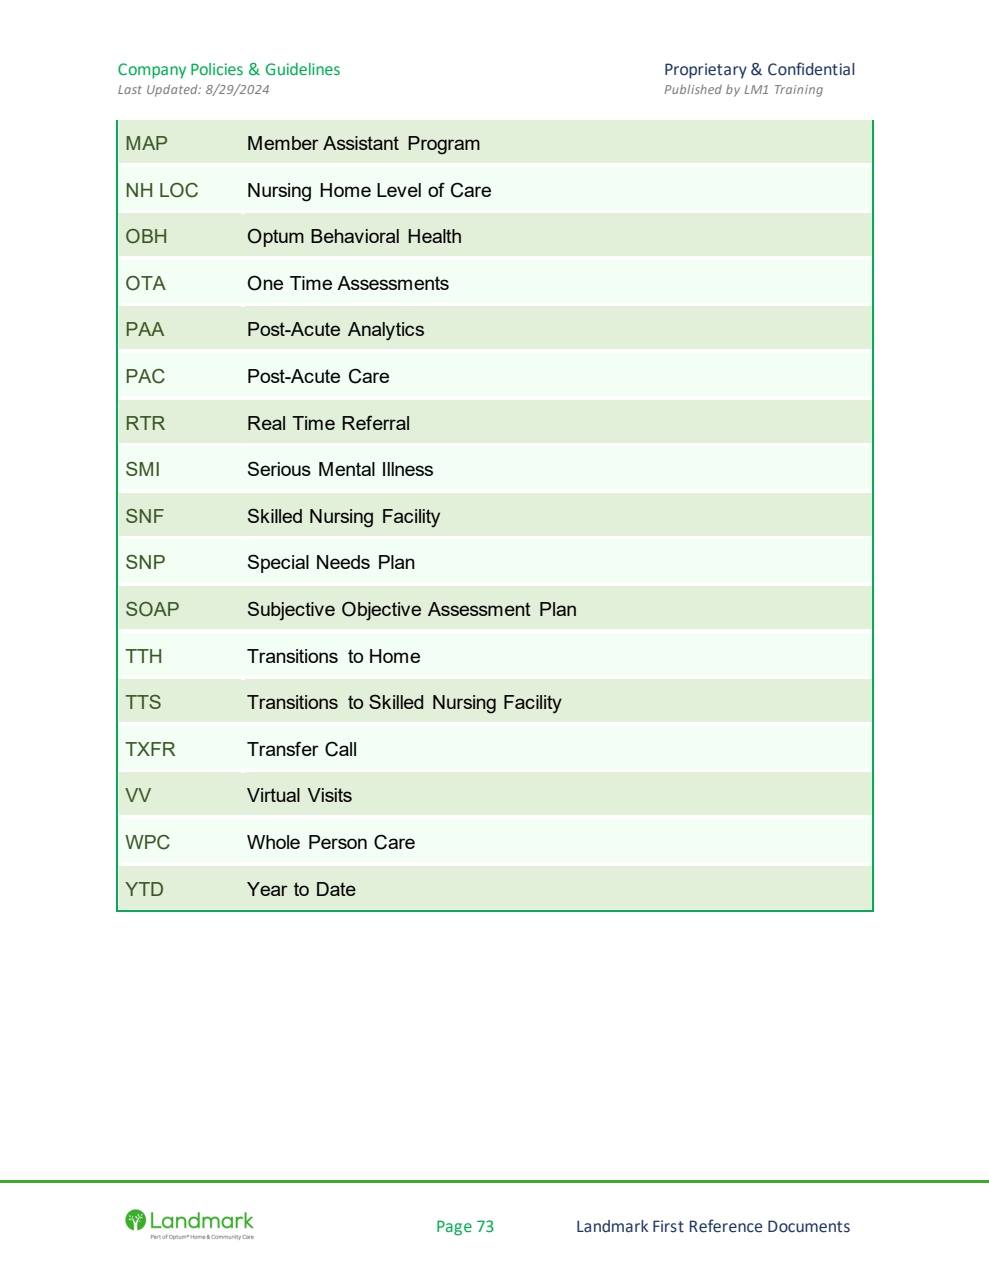 Company Policies & Guidelines Proprietary & Confidential
Last Updated: 8/29/2024 Published by LM1 Training
MAP Member Assistant Program
NH LOC Nursing Home Level of Care
OBH Optum Behavioral Health
OTA One Time Assessments
PAA Post-Acute Analytics
PAC Post-Acute Care
RTR Real Time Referral
SMI Serious Mental Illness
SNF Skilled Nursing Facility
SNP Special Needs Plan
SOAP Subjective Objective Assessment Plan
TTH Transitions to Home
TTS Transitions to Skilled Nursing Facility
TXFR Transfer Call
VV Virtual Visits
WPC Whole Person Care
YTD Year to Date
Landmark Page 73 Landmark First Reference Documents
Part of Optum® Home & Community Care